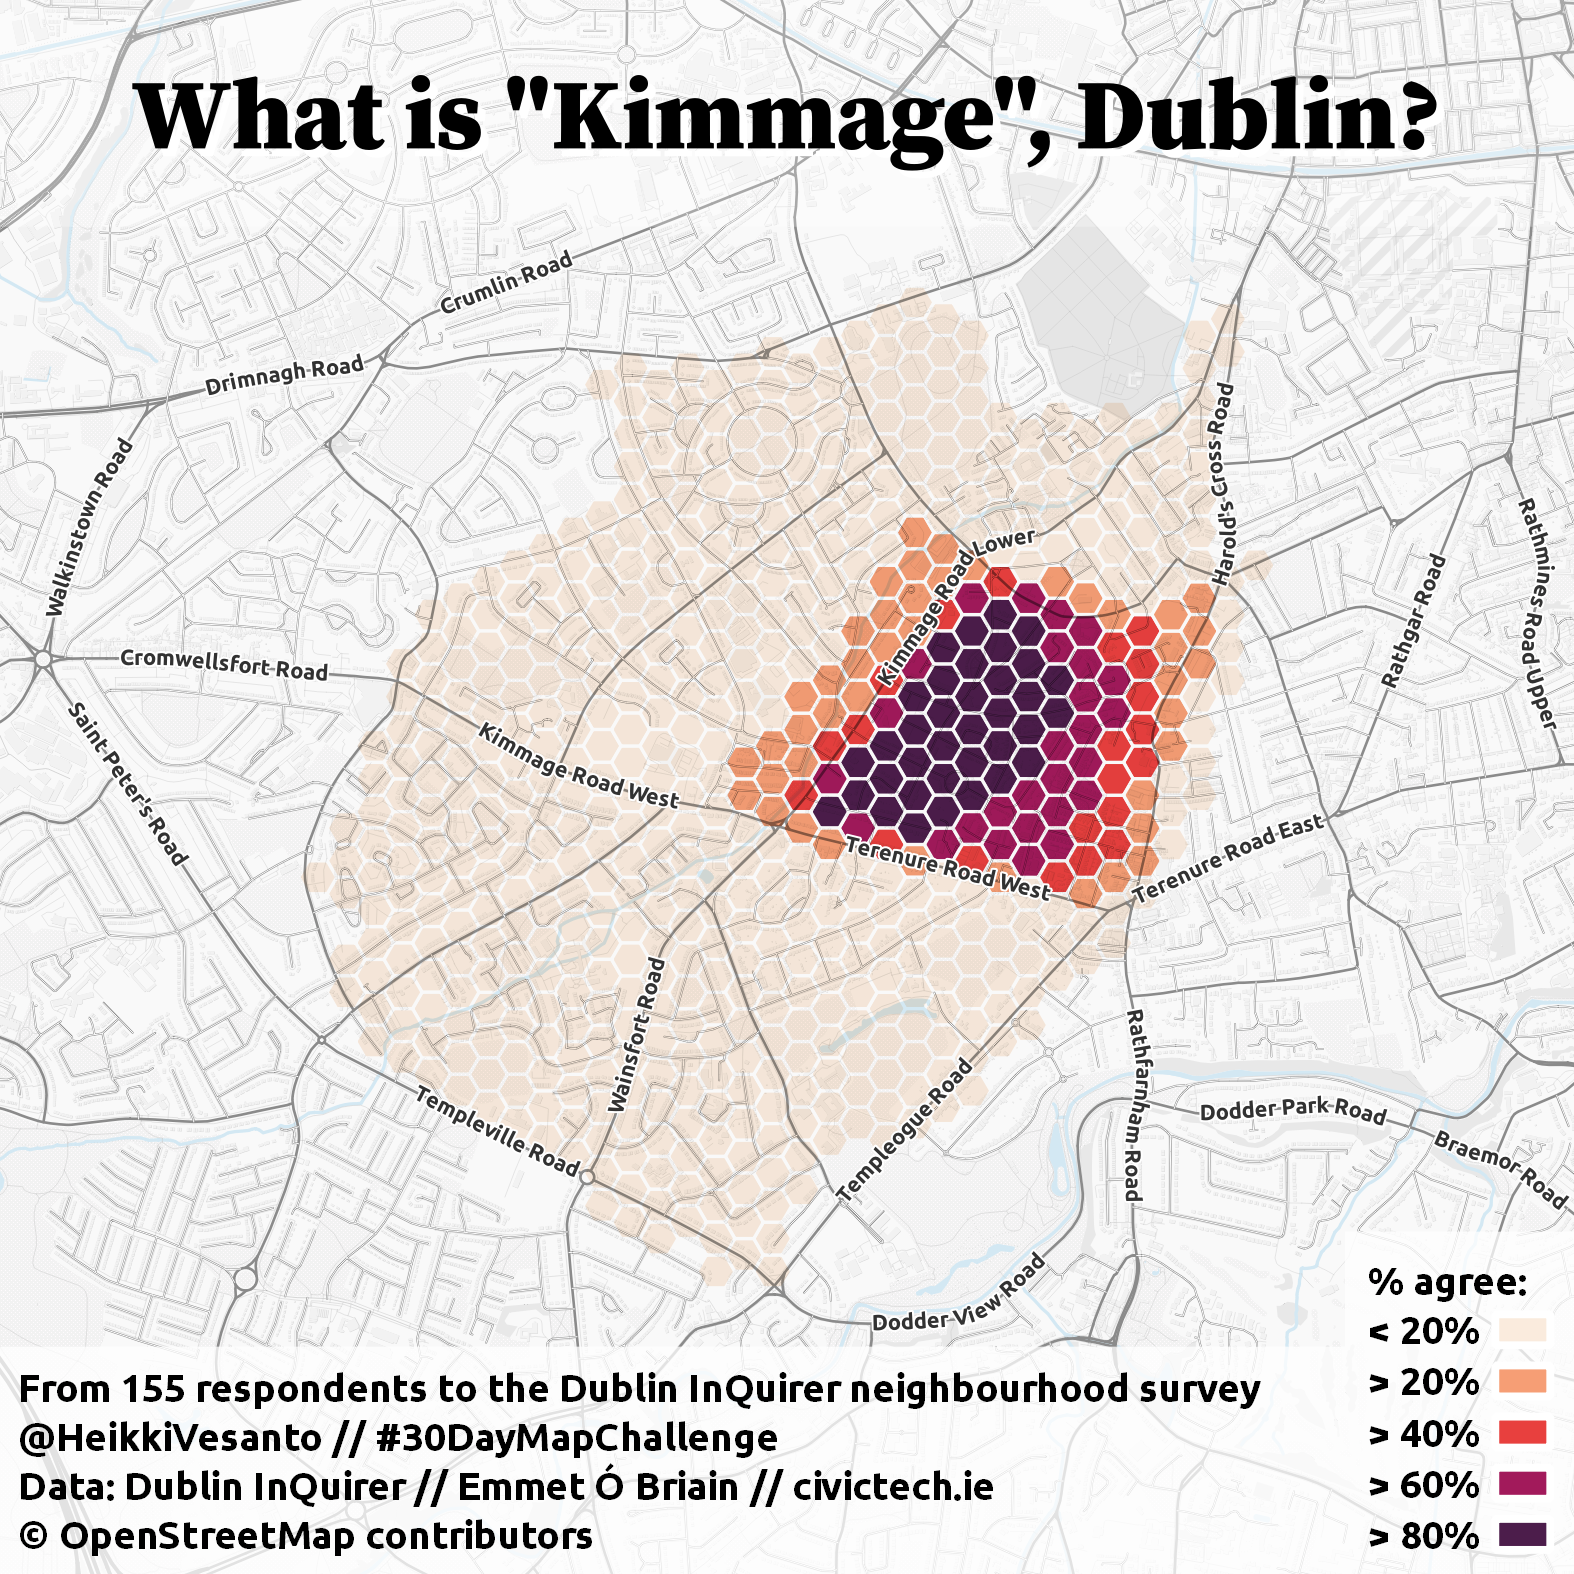 What is "Kimmage", Dublin?
Crumlin Road
Drimnagh Road
Walkinstown Road
Harold's Cross Road
Rathmines Road Upper
Kimmage Road Lower
Rathgar Road
Cromwellsfort Road
Saint Peter's Road
Kimmage Road West
Terenure Road West
Terenure Road East
Wainsfort Road
Rathfarnham Road
Templeville Road
Templeogue Road
Dodder Park Road
Braemor Road
Dodder View Road
% agree:
< 20%
> 20%
> 40%
> 60%
> 80%
From 155 respondents to the Dublin InQuirer neighbourhood survey
@HeikkiVesanto // #30DayMapChallenge
Data: Dublin InQuirer // Emmet Ó Briain // civictech.ie
© OpenStreetMap contributors